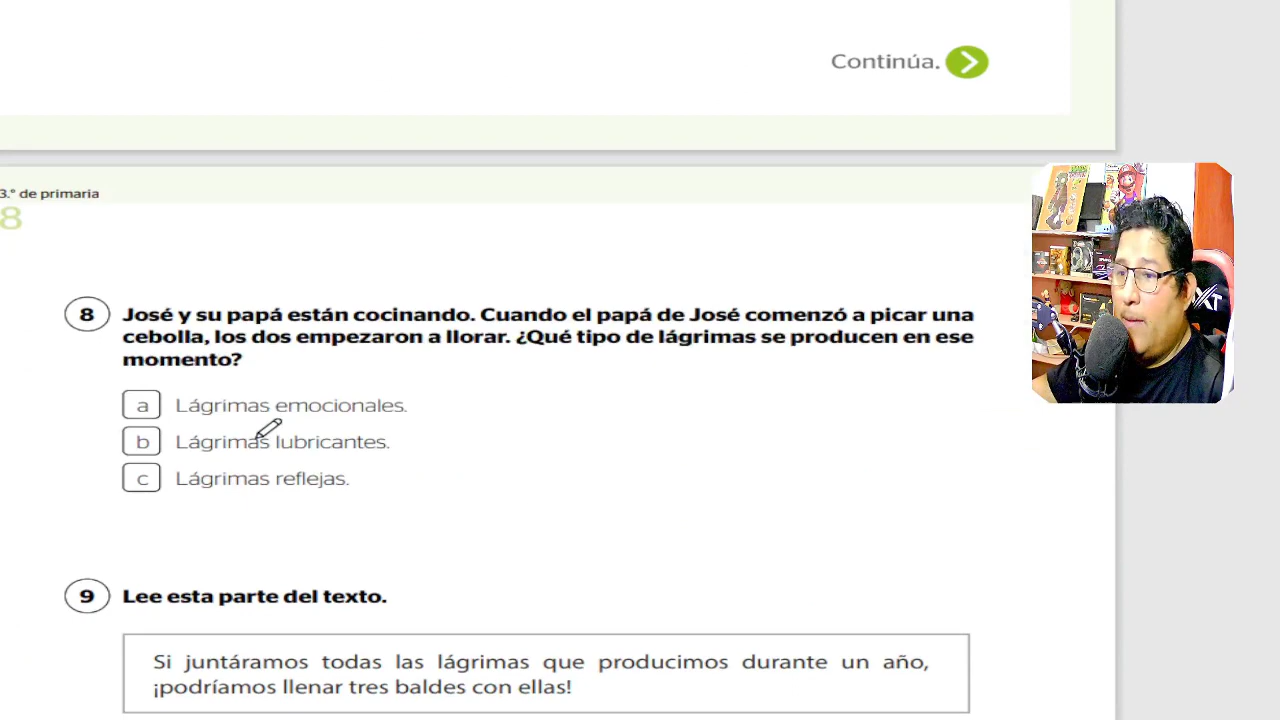 Continúa.
3.° de primaria
8
8 José y su papá están cocinando. Cuando el papá de José comenzó a picar una
cebolla, los dos empezaron a llorar. ¿Qué tipo de lágrimas se producen en ese
momento?
a Lágrimas emocionales.
b Lágrimas lubricantes.
c Lágrimas reflejas.
9 Lee esta parte del texto.
Si juntáramos todas las lágrimas que producimos durante un año,
¡podríamos llenar tres baldes con ellas!